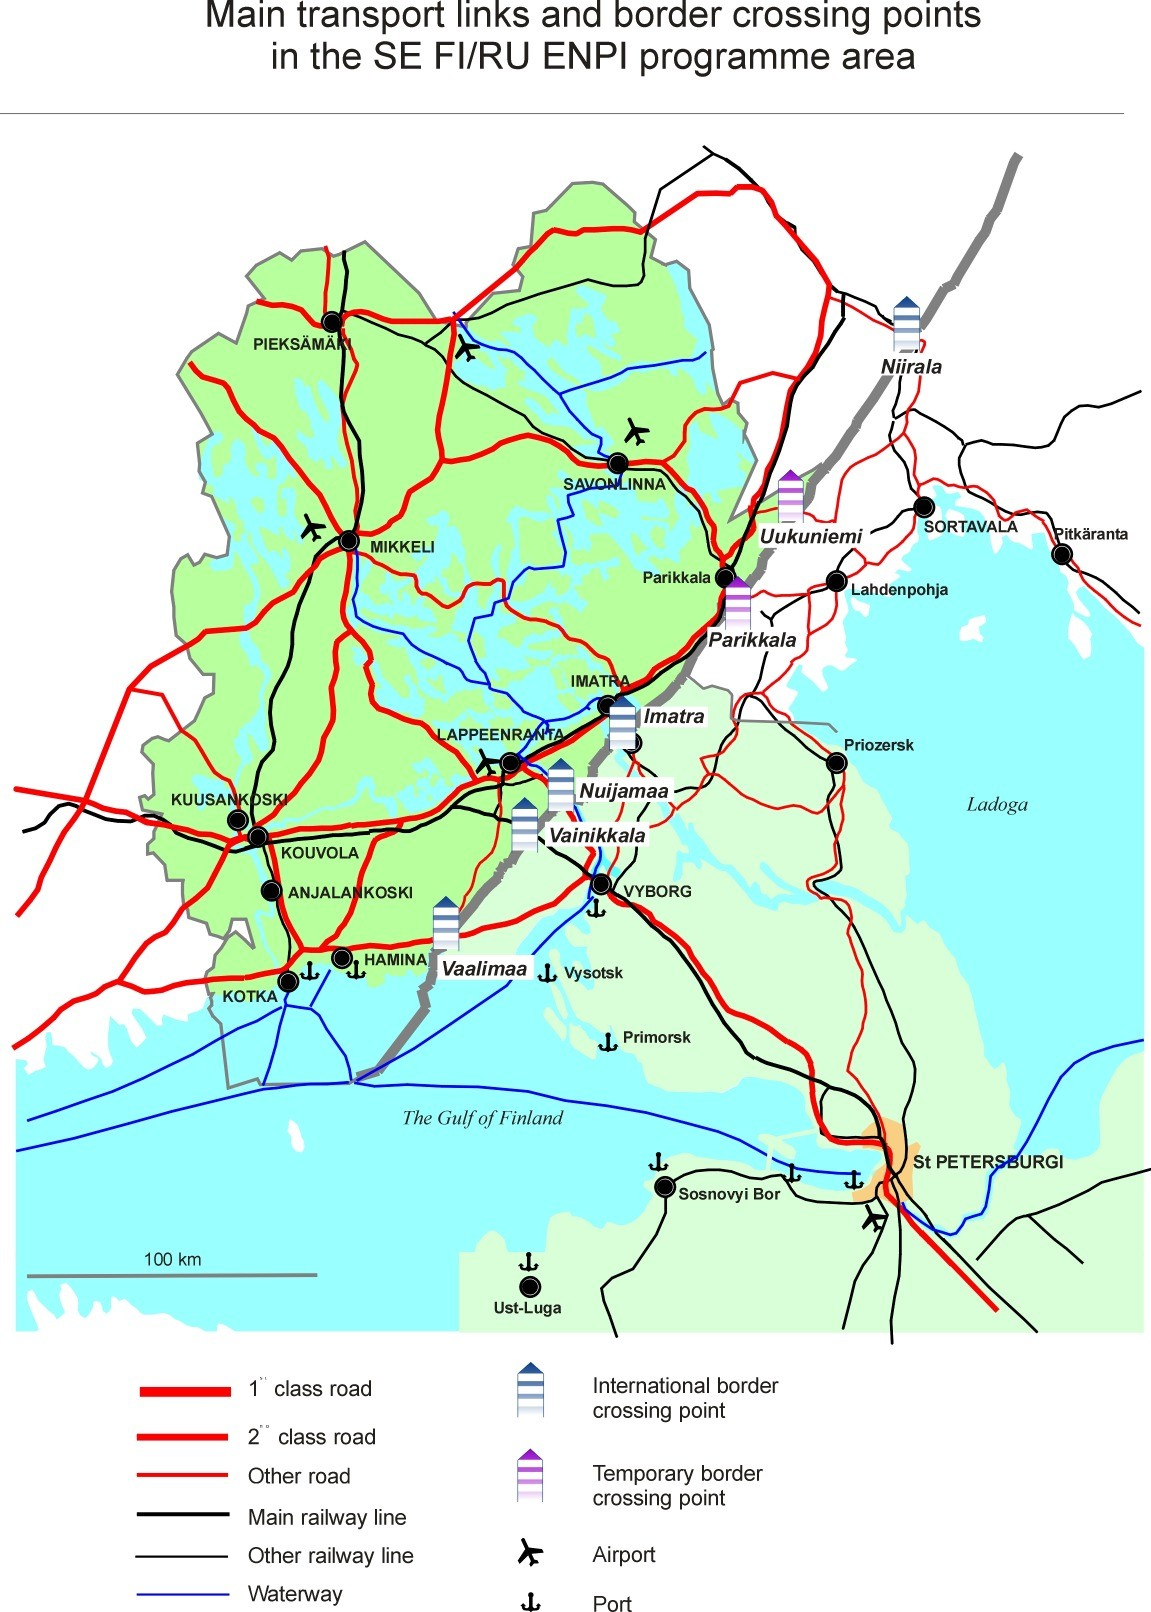 Main transport links and border crossing points
in the SE FI/RU ENPI programme area
Niirala
PIEKSÄMÄKI
SAVONLINNA
Uukuniemi
SORTAVALA
Pitkäranta
MIKKELI
Parikkala
Lahdenpohja
Parikkala
IMATRA
Imatra
LAPPEENRANTA
Priozersk
Nuijamaa
KUUSANKOSKI
Ladoga
Vainikkala
KOUVOLA
ANJALANKOSKI
VYBORG
HAMINA
Vaalimaa
Vysotsk
KOTKA
Primorsk
The Gulf of Finland
St PETERSBURGI
Sosnovyi Bor
100 km
Ust-Luga
1st class road
2nd class road
Other road
Main railway line
Other railway line
Waterway
International border
crossing point
Temporary border
crossing point
Airport
Port